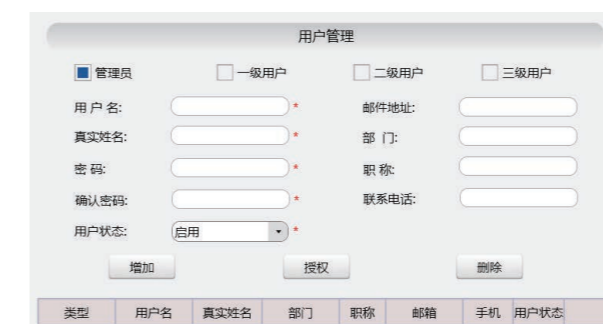 用户管理
管理员 一级用户 二级用户 三级用户
用 户 名: * 邮件地址:
真实姓名: * 部 门:
密 码: * 职 称:
确认密码: * 联系电话:
用户状态: 启用 *
增加 授权 删除
类型 用户名 真实姓名 部门 职称 邮箱 手机 用户状态